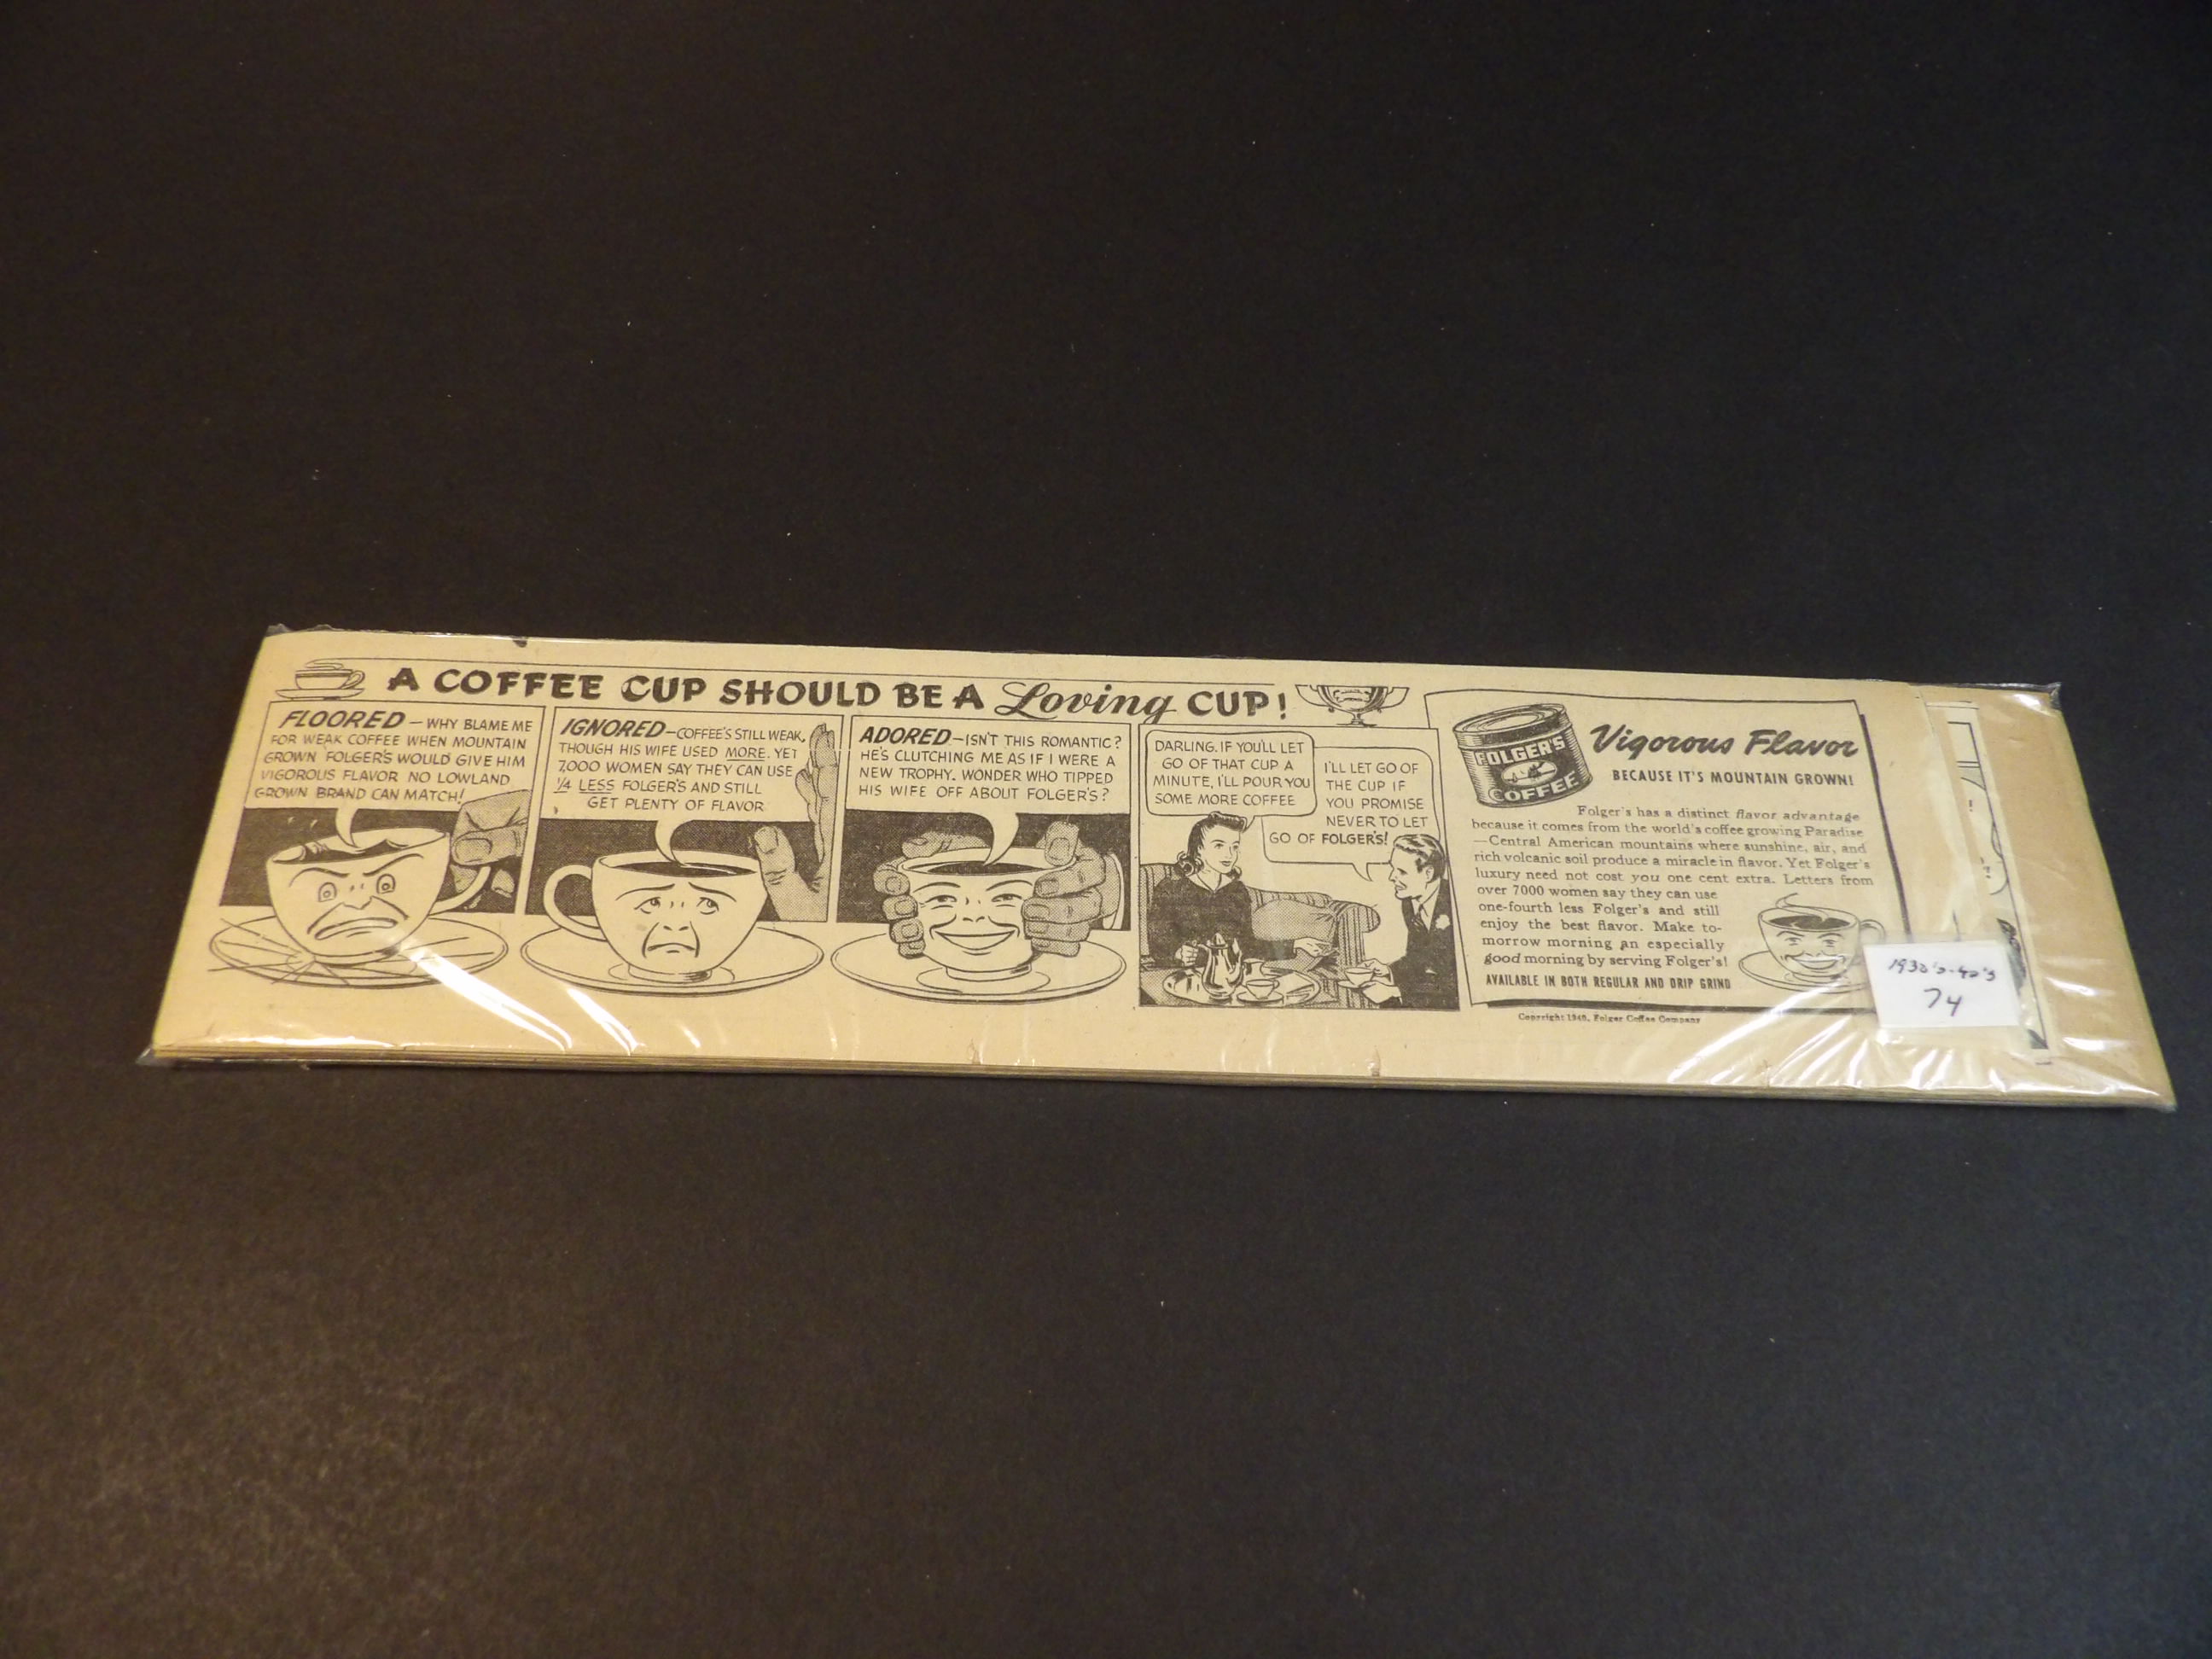 A COFFEE CUP SHOULD BE A Loving CUP!
FLOORED – WHY BLAME ME
FOR WEAK COFFEE WHEN MOUNTAIN
GROWN FOLGER'S WOULD GIVE HIM
VIGOROUS FLAVOR NO LOWLAND
GROWN BRAND CAN MATCH!
IGNORED – COFFEE'S STILL WEAK,
THOUGH HIS WIFE USED MORE. YET
7,000 WOMEN SAY THEY CAN USE
1/4 LESS FOLGER'S AND STILL
GET PLENTY OF FLAVOR
ADORED – ISN'T THIS ROMANTIC?
HE'S CLUTCHING ME AS IF I WERE A
NEW TROPHY. WONDER WHO TIPPED
HIS WIFE OFF ABOUT FOLGER'S?
DARLING, IF YOU'LL LET
GO OF THAT CUP A
MINUTE, I'LL POUR YOU
SOME MORE COFFEE
I'LL LET GO OF
THE CUP IF
YOU PROMISE
NEVER TO LET
GO OF FOLGER'S!
FOLGER'S
COFFEE
Vigorous Flavor
BECAUSE IT'S MOUNTAIN GROWN!
Folger's has a distinct flavor advantage
because it comes from the world's coffee growing Paradise
—Central American mountains where sunshine, air, and
rich volcanic soil produce a miracle in flavor. Yet Folger's
luxury need not cost you one cent extra. Letters from
over 7000 women say they can use
one-fourth less Folger's and still
enjoy the best flavor. Make to-
morrow morning an especially
good morning by serving Folger's!
AVAILABLE IN BOTH REGULAR AND DRIP GRIND
Copyright 1940, Folger Coffee Company
1930's-40's
74